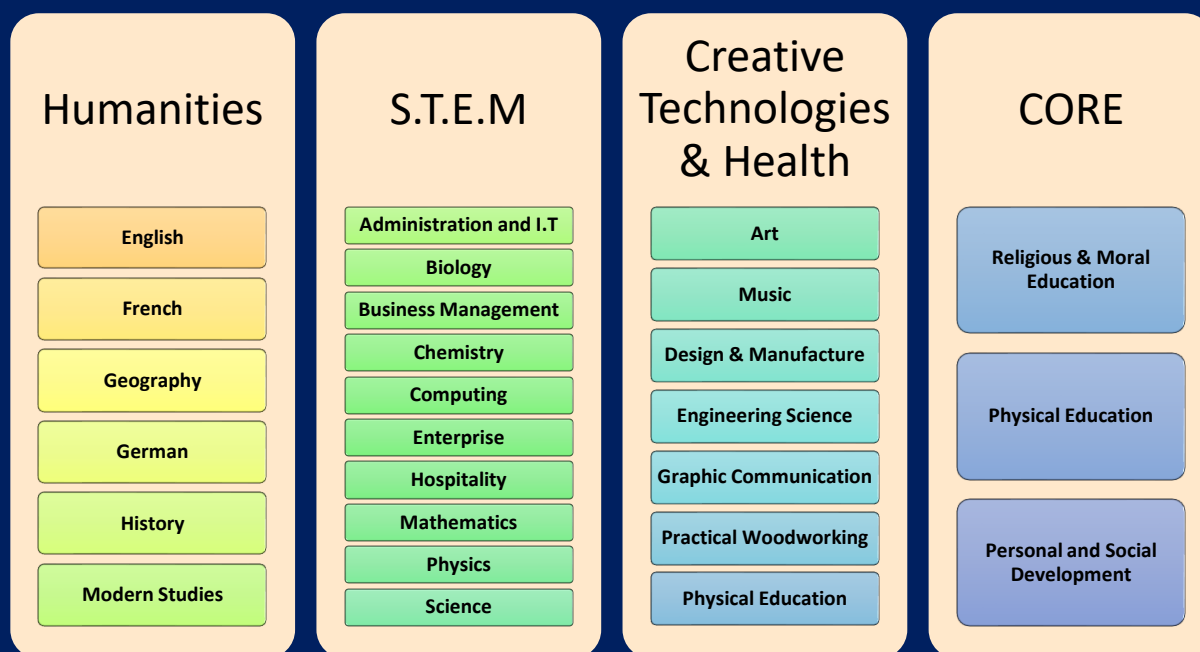 Humanities
English
French
Geography
German
History
Modern Studies
S.T.E.M
Administration and I.T
Biology
Business Management
Chemistry
Computing
Enterprise
Hospitality
Mathematics
Physics
Science
Creative
Technologies
& Health
Art
Music
Design & Manufacture
Engineering Science
Graphic Communication
Practical Woodworking
Physical Education
CORE
Religious & Moral
Education
Physical Education
Personal and Social
Development